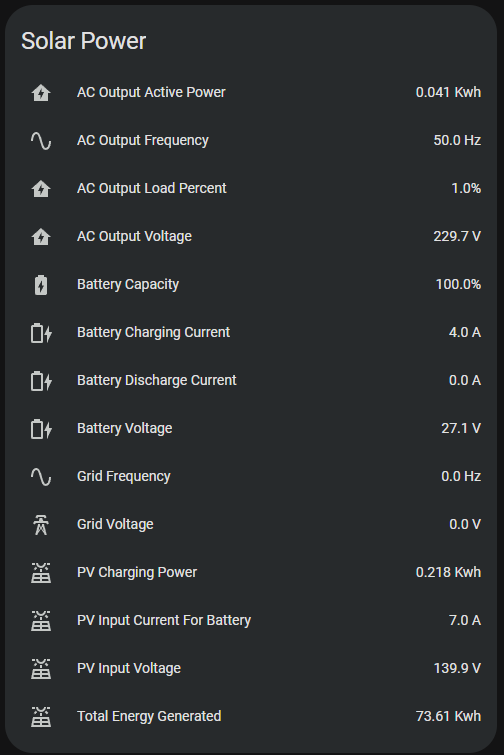 Solar Power
AC Output Active Power 0.041 Kwh
AC Output Frequency 50.0 Hz
AC Output Load Percent 1.0%
AC Output Voltage 229.7 V
Battery Capacity 100.0%
Battery Charging Current 4.0 A
Battery Discharge Current 0.0 A
Battery Voltage 27.1 V
Grid Frequency 0.0 Hz
Grid Voltage 0.0 V
PV Charging Power 0.218 Kwh
PV Input Current For Battery 7.0 A
PV Input Voltage 139.9 V
Total Energy Generated 73.61 Kwh